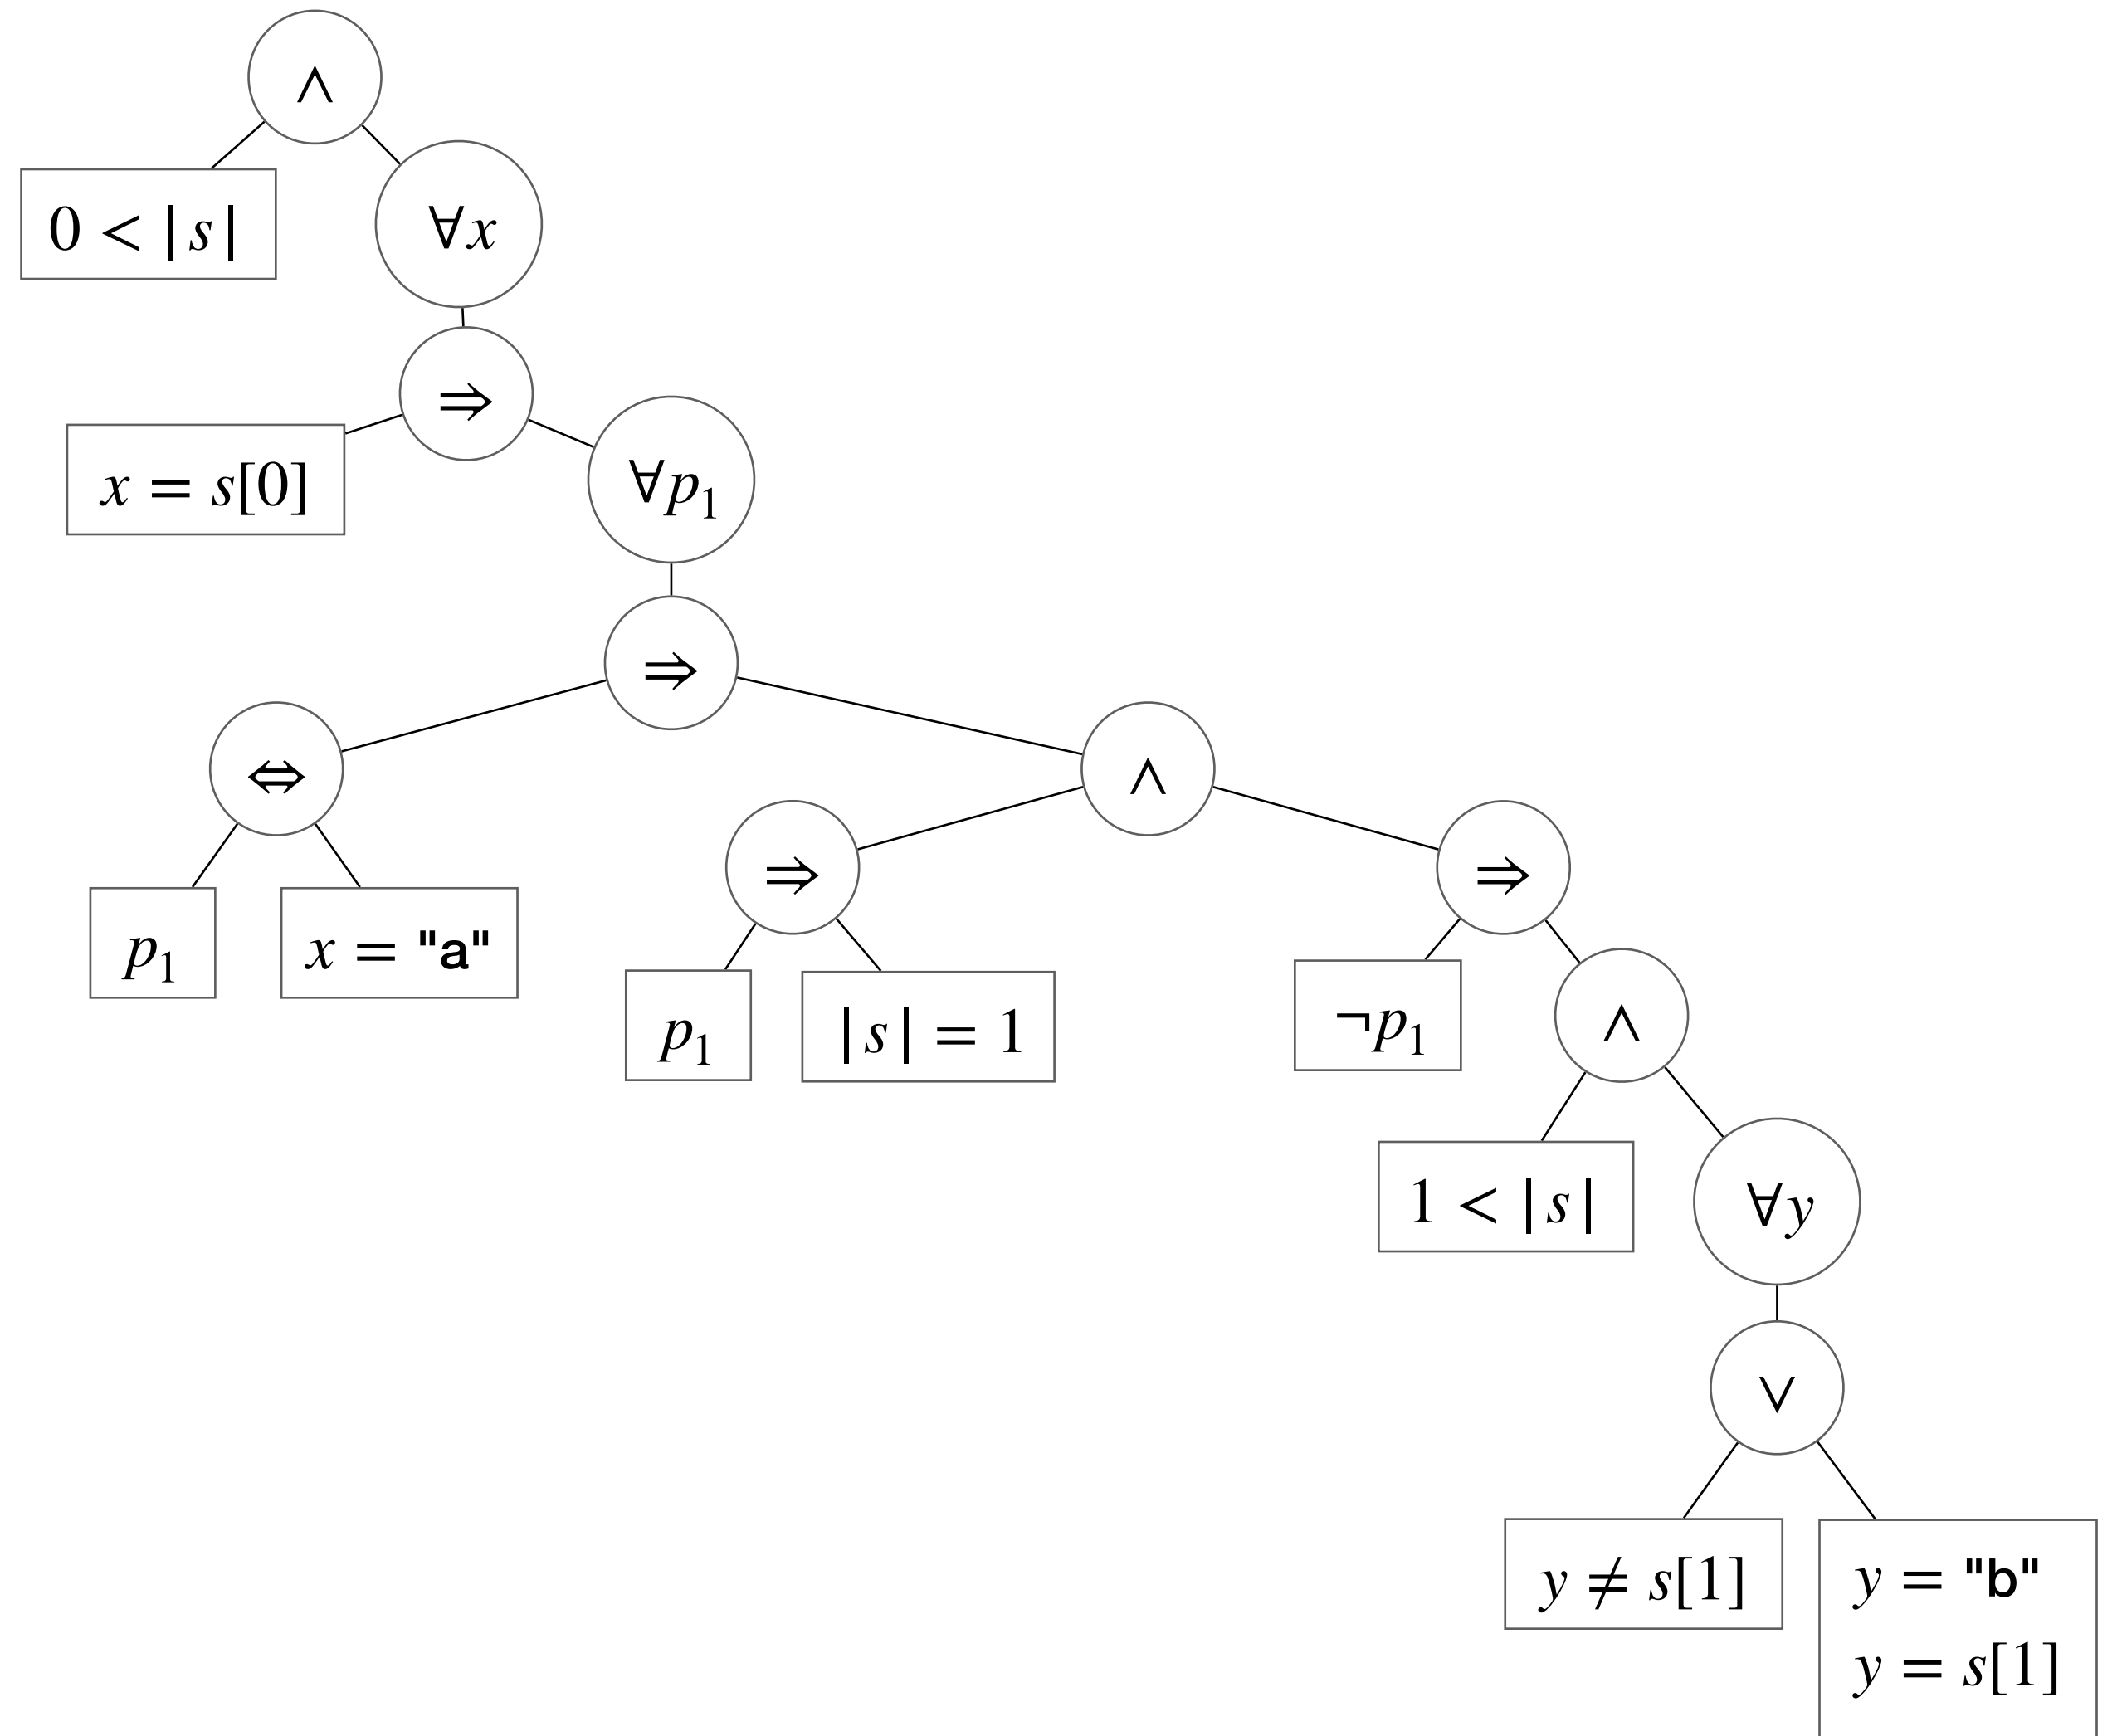 ∧
0 < |s|
∀x
⇒
x = s[0]
∀p₁
⇒
⇔
∧
p₁
x = "a"
⇒
⇒
p₁
|s| = 1
¬p₁
∧
1 < |s|
∀y
∨
y ≠ s[1]
y = "b"
y = s[1]